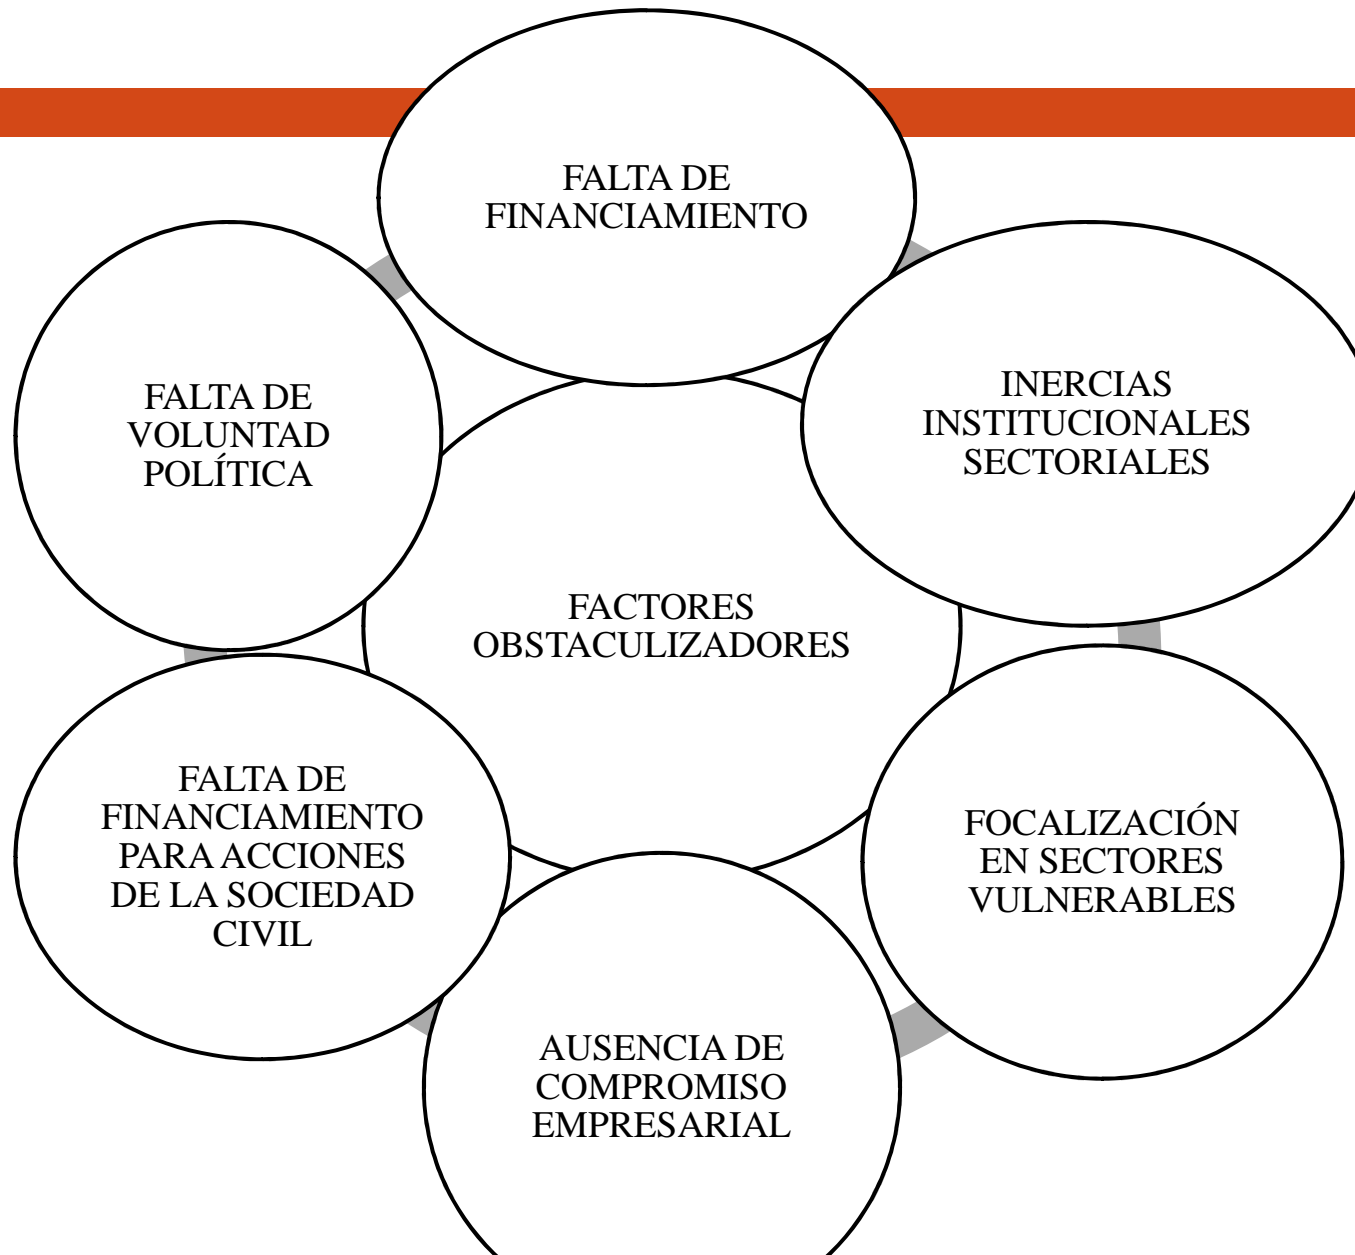 FALTA DE
FINANCIAMIENTO
INERCIAS
INSTITUCIONALES
SECTORIALES
FALTA DE
VOLUNTAD
POLÍTICA
FACTORES
OBSTACULIZADORES
FALTA DE
FINANCIAMIENTO
PARA ACCIONES
DE LA SOCIEDAD
CIVIL
FOCALIZACIÓN
EN SECTORES
VULNERABLES
AUSENCIA DE
COMPROMISO
EMPRESARIAL